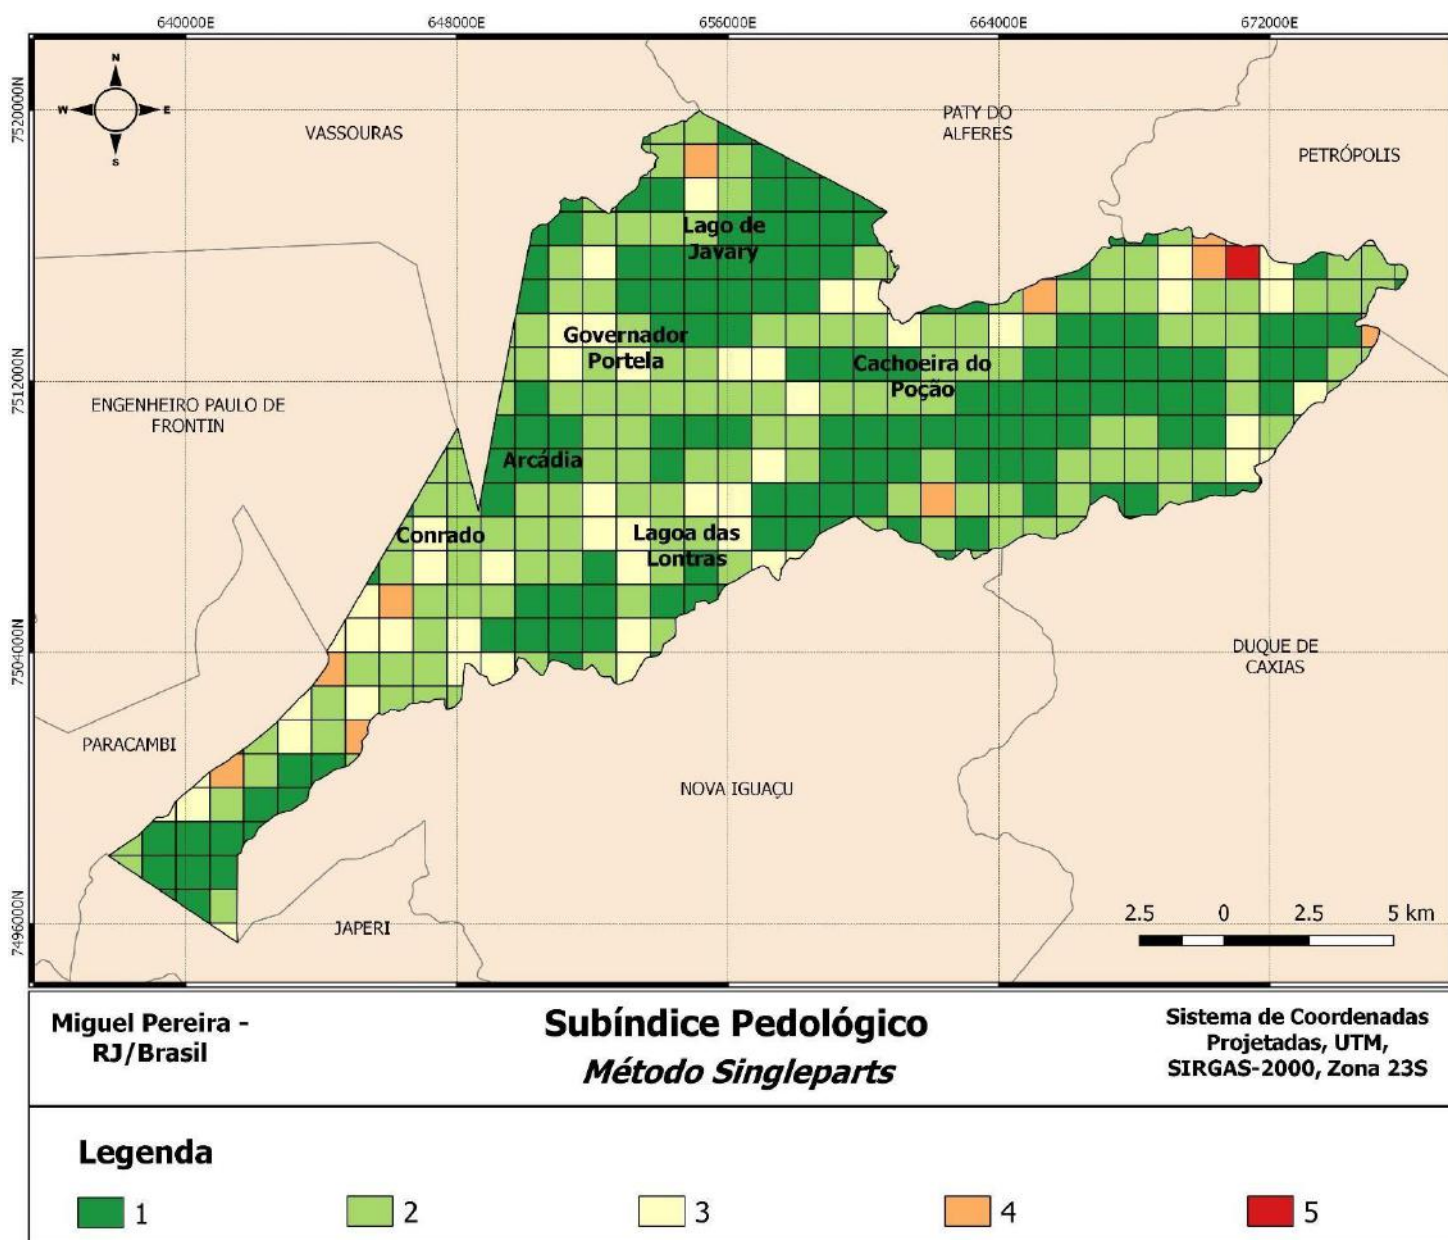 640000E
648000E
656000E
664000E
672000E
7520000N
7512000N
7504000N
7496000N
N
W
E
S
VASSOURAS
PATY DO
ALFERES
PETRÓPOLIS
Lago de
Javary
Governador
Portela
Cachoeira do
Poção
ENGENHEIRO PAULO DE
FRONTIN
Arcádia
Conrado
Lagoa das
Lontras
DUQUE DE
CAXIAS
PARACAMBI
NOVA IGUAÇU
JAPERI
2.5 0 2.5 5 km
Miguel Pereira -
RJ/Brasil
Subíndice Pedológico
Método Singleparts
Sistema de Coordenadas
Projetadas, UTM,
SIRGAS-2000, Zona 23S
Legenda
1 2 3 4 5